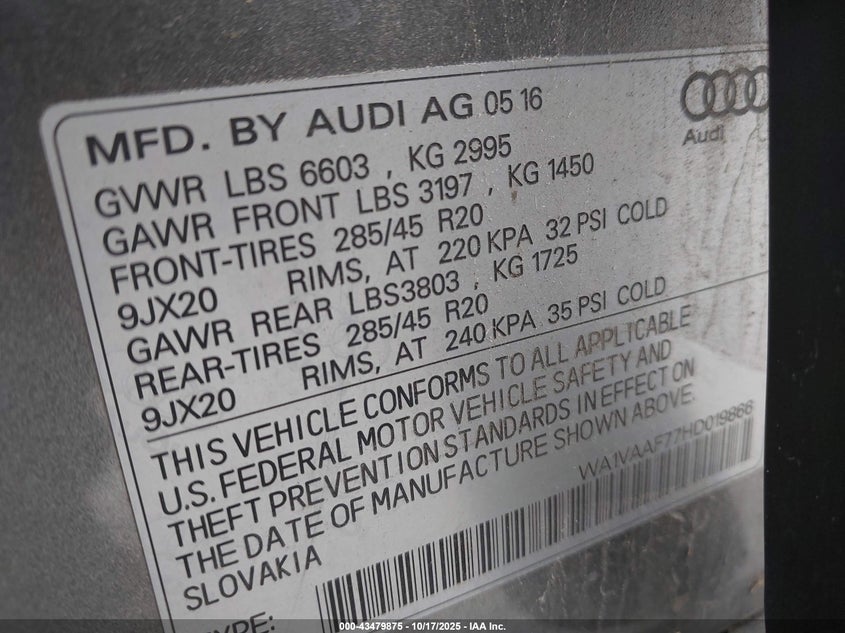 MFD. BY AUDI AG 05 16
Audi
GVWR LBS 6603 , KG 2995
GAWR FRONT LBS 3197 , KG 1450
FRONT-TIRES 285/45 R20
9JX20 RIMS, AT 220 KPA 32 PSI COLD
GAWR REAR LBS3803 , KG 1725
REAR-TIRES 285/45 R20
9JX20 RIMS, AT 240 KPA 35 PSI COLD
THIS VEHICLE CONFORMS TO ALL APPLICABLE
U.S. FEDERAL MOTOR VEHICLE SAFETY AND
THEFT PREVENTION STANDARDS IN EFFECT ON
THE DATE OF MANUFACTURE SHOWN ABOVE.
SLOVAKIA
WA1VAAF77HD019866
TYPE:
000-43479875 - 10/17/2025 - IAA Inc.